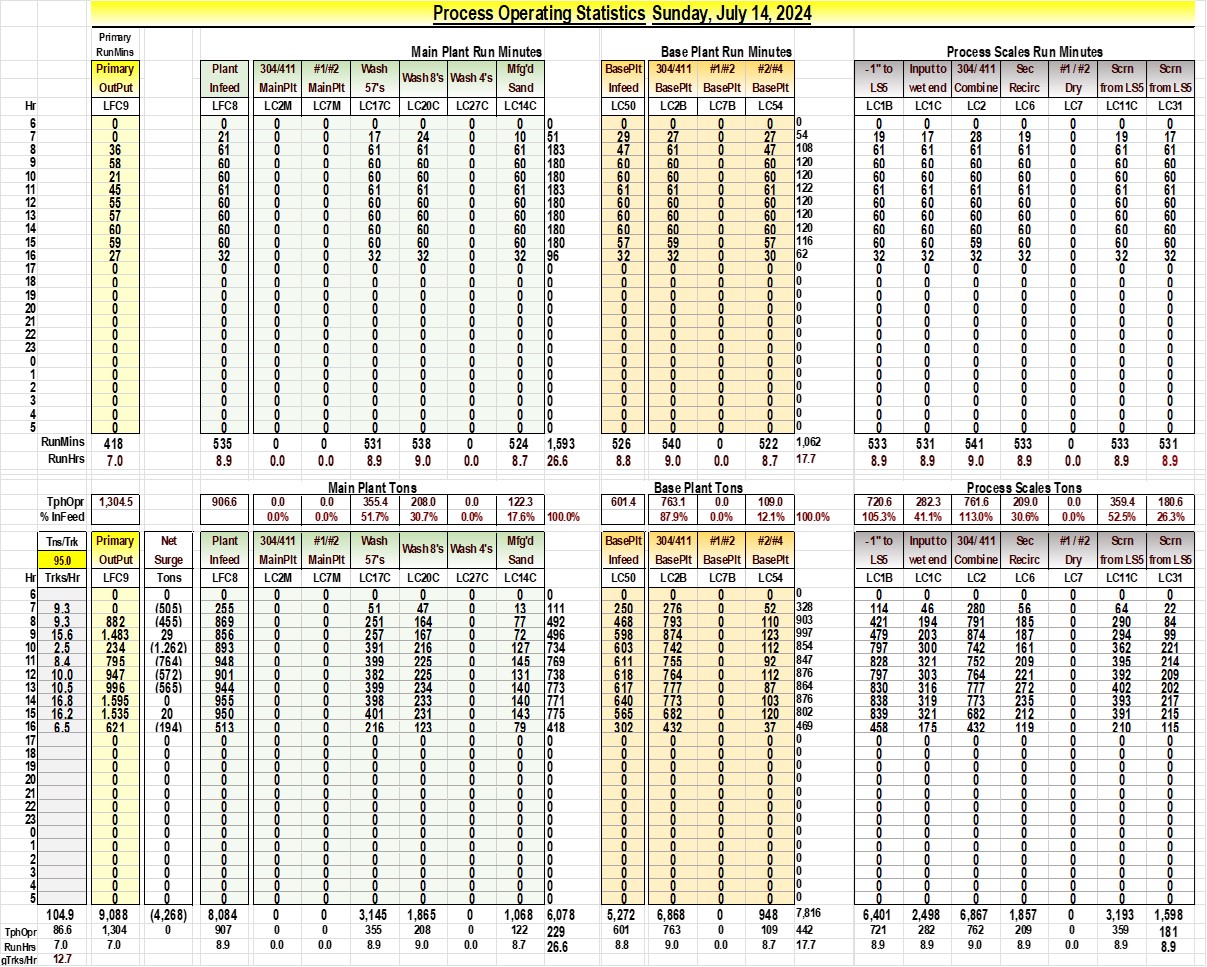 Process Operating Statistics Sunday, July 14, 2024
Primary
RunMins Main Plant Run Minutes Base Plant Run Minutes Process Scales Run Minutes
Primary Plant 304/411 #1/#2 Wash Wash 8's Wash 4's Mfg'd BasePlt 304/411 #1/#2 #2/#4 -1" to Input to 304/ 411 Sec #1 / #2 Scrn Scrn
OutPut Infeed MainPlt MainPlt 57's Sand Infeed BasePlt BasePlt BasePlt LS5 wet end Combine Recirc Dry from LS5 from LS5
Hr LFC9 LFC8 LC2M LC7M LC17C LC20C LC27C LC14C LC50 LC2B LC7B LC54 LC1B LC1C LC2 LC6 LC7 LC11C LC31
6 0 0 0 0 0 0 0 0 0 0 0 0 0 0 0 0 0 0 0 0 0
7 0 21 0 0 17 24 0 10 51 29 27 0 27 54 19 17 28 19 0 19 17
8 36 61 0 0 61 61 0 61 183 47 61 0 47 108 61 61 61 61 0 61 61
9 58 60 0 0 60 60 0 60 180 60 60 0 60 120 60 60 60 60 0 60 60
10 21 60 0 0 60 60 0 60 180 60 60 0 60 120 60 60 60 60 0 60 60
11 45 61 0 0 61 61 0 61 183 61 61 0 61 122 61 61 61 61 0 61 61
12 55 60 0 0 60 60 0 60 180 60 60 0 60 120 60 60 60 60 0 60 60
13 57 60 0 0 60 60 0 60 180 60 60 0 60 120 60 60 60 60 0 60 60
14 60 60 0 0 60 60 0 60 180 60 60 0 60 120 60 60 60 60 0 60 60
15 59 60 0 0 60 60 0 60 180 57 59 0 57 116 60 60 59 60 0 60 60
16 27 32 0 0 32 32 0 32 96 32 32 0 30 62 32 32 32 32 0 32 32
17 0 0 0 0 0 0 0 0 0 0 0 0 0 0 0 0 0 0 0 0 0
18 0 0 0 0 0 0 0 0 0 0 0 0 0 0 0 0 0 0 0 0 0
19 0 0 0 0 0 0 0 0 0 0 0 0 0 0 0 0 0 0 0 0 0
20 0 0 0 0 0 0 0 0 0 0 0 0 0 0 0 0 0 0 0 0 0
21 0 0 0 0 0 0 0 0 0 0 0 0 0 0 0 0 0 0 0 0 0
22 0 0 0 0 0 0 0 0 0 0 0 0 0 0 0 0 0 0 0 0 0
23 0 0 0 0 0 0 0 0 0 0 0 0 0 0 0 0 0 0 0 0 0
0 0 0 0 0 0 0 0 0 0 0 0 0 0 0 0 0 0 0 0 0 0
1 0 0 0 0 0 0 0 0 0 0 0 0 0 0 0 0 0 0 0 0 0
2 0 0 0 0 0 0 0 0 0 0 0 0 0 0 0 0 0 0 0 0 0
3 0 0 0 0 0 0 0 0 0 0 0 0 0 0 0 0 0 0 0 0 0
4 0 0 0 0 0 0 0 0 0 0 0 0 0 0 0 0 0 0 0 0 0
5 0 0 0 0 0 0 0 0 0 0 0 0 0 0 0 0 0 0 0 0 0
RunMins 418 535 0 0 531 538 0 524 1,593 526 540 0 522 1,062 533 531 541 533 0 533 531
RunHrs 7.0 8.9 0.0 0.0 8.9 9.0 0.0 8.7 26.6 8.8 9.0 0.0 8.7 17.7 8.9 8.9 9.0 8.9 0.0 8.9 8.9
Main Plant Tons Base Plant Tons Process Scales Tons
TphOpr 1,304.5 906.6 0.0 0.0 355.4 208.0 0.0 122.3 601.4 763.1 0.0 109.0 720.6 282.3 761.6 209.0 0.0 359.4 180.6
% InFeed 0.0% 0.0% 51.7% 30.7% 0.0% 17.6% 100.0% 87.9% 0.0% 12.1% 100.0% 105.3% 41.1% 113.0% 30.6% 0.0% 52.5% 26.3%
Tns/Trk Primary Net Plant 304/411 #1/#2 Wash Wash 8's Wash 4's Mfg'd BasePlt 304/411 #1/#2 #2/#4 -1" to Input to 304/ 411 Sec #1 / #2 Scrn Scrn
95.0 OutPut Surge Infeed MainPlt MainPlt 57's Sand Infeed BasePlt BasePlt BasePlt LS5 wet end Combine Recirc Dry from LS5 from LS5
Hr Trks/Hr LFC9 Tons LFC8 LC2M LC7M LC17C LC20C LC27C LC14C LC50 LC2B LC7B LC54 LC1B LC1C LC2 LC6 LC7 LC11C LC31
6 0 0 0 0 0 0 0 0 0 0 0 0 0 0 0 0 0 0 0 0 0 0
7 9.3 0 (505) 255 0 0 51 47 0 13 111 250 276 0 52 328 114 46 280 56 0 64 22
8 9.3 882 (455) 869 0 0 251 164 0 77 492 468 793 0 110 903 421 194 791 185 0 290 84
9 15.6 1,483 29 856 0 0 257 167 0 72 496 598 874 0 123 997 479 203 874 187 0 294 99
10 2.5 234 (1,262) 893 0 0 391 216 0 127 734 603 742 0 112 854 797 300 742 161 0 362 221
11 8.4 795 (764) 948 0 0 399 225 0 145 769 611 755 0 92 847 828 321 752 209 0 395 214
12 10.0 947 (572) 901 0 0 382 225 0 131 738 618 764 0 112 876 797 303 764 221 0 392 209
13 10.5 996 (565) 944 0 0 399 234 0 140 773 617 777 0 87 864 830 316 777 272 0 402 202
14 16.8 1,595 0 955 0 0 398 233 0 140 771 640 773 0 103 876 838 319 773 235 0 393 217
15 16.2 1,535 20 950 0 0 401 231 0 143 775 565 682 0 120 802 839 321 682 212 0 391 215
16 6.5 621 (194) 513 0 0 216 123 0 79 418 302 432 0 37 469 458 175 432 119 0 210 115
17 0 0 0 0 0 0 0 0 0 0 0 0 0 0 0 0 0 0 0 0 0 0
18 0 0 0 0 0 0 0 0 0 0 0 0 0 0 0 0 0 0 0 0 0 0
19 0 0 0 0 0 0 0 0 0 0 0 0 0 0 0 0 0 0 0 0 0 0
20 0 0 0 0 0 0 0 0 0 0 0 0 0 0 0 0 0 0 0 0 0 0
21 0 0 0 0 0 0 0 0 0 0 0 0 0 0 0 0 0 0 0 0 0 0
22 0 0 0 0 0 0 0 0 0 0 0 0 0 0 0 0 0 0 0 0 0 0
23 0 0 0 0 0 0 0 0 0 0 0 0 0 0 0 0 0 0 0 0 0 0
0 0 0 0 0 0 0 0 0 0 0 0 0 0 0 0 0 0 0 0 0 0 0
1 0 0 0 0 0 0 0 0 0 0 0 0 0 0 0 0 0 0 0 0 0 0
2 0 0 0 0 0 0 0 0 0 0 0 0 0 0 0 0 0 0 0 0 0 0
3 0 0 0 0 0 0 0 0 0 0 0 0 0 0 0 0 0 0 0 0 0 0
4 0 0 0 0 0 0 0 0 0 0 0 0 0 0 0 0 0 0 0 0 0 0
5 0 0 0 0 0 0 0 0 0 0 0 0 0 0 0 0 0 0 0 0 0 0
104.9 9,088 (4,268) 8,084 0 0 3,145 1,865 0 1,068 6,078 5,272 6,868 0 948 7,816 6,401 2,498 6,867 1,857 0 3,193 1,598
TphOpr 86.6 1,304 0 907 0 0 355 208 0 122 229 601 763 0 109 442 721 282 762 209 0 359 181
RunHrs 7.0 7.0 8.9 0.0 0.0 8.9 9.0 0.0 8.7 26.6 8.8 9.0 0.0 8.7 17.7 8.9 8.9 9.0 8.9 0.0 8.9 8.9
gTrks/Hr 12.7